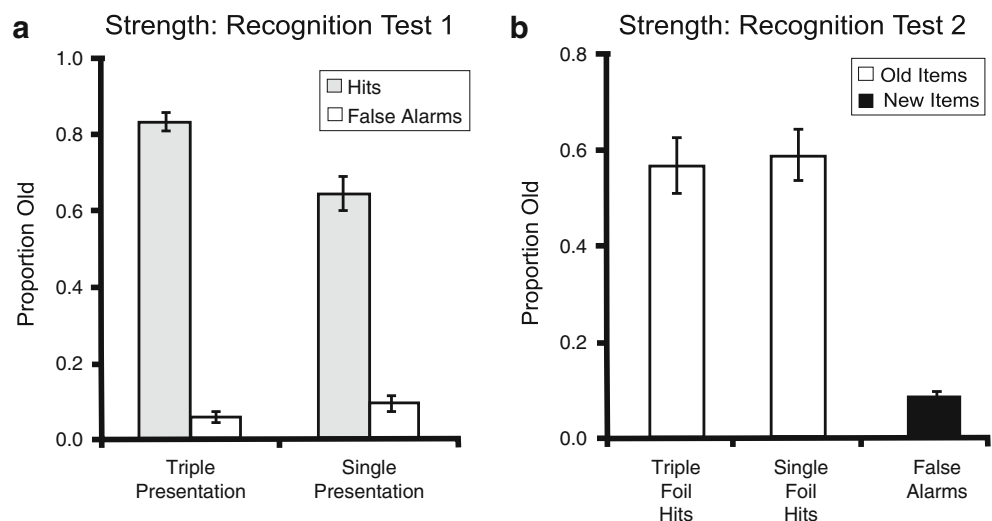 a
Strength: Recognition Test 1
Hits
False Alarms
Proportion Old
1.0
0.8
0.6
0.4
0.2
0.0
Triple
Presentation
Single
Presentation
b
Strength: Recognition Test 2
Old Items
New Items
Proportion Old
0.8
0.6
0.4
0.2
0.0
Triple
Foil
Hits
Single
Foil
Hits
False
Alarms